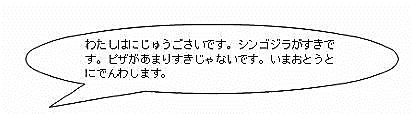 わたしはにじゅうごさいです。シンゴジラがすきで
す。ピザがあまりすきじゃないです。いまおとうと
にでんわします。